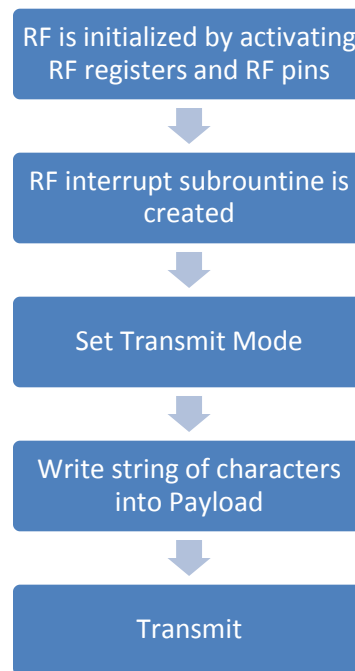 RF is initialized by activating
RF registers and RF pins
RF interrupt subrountine is
created
Set Transmit Mode
Write string of characters
into Payload
Transmit